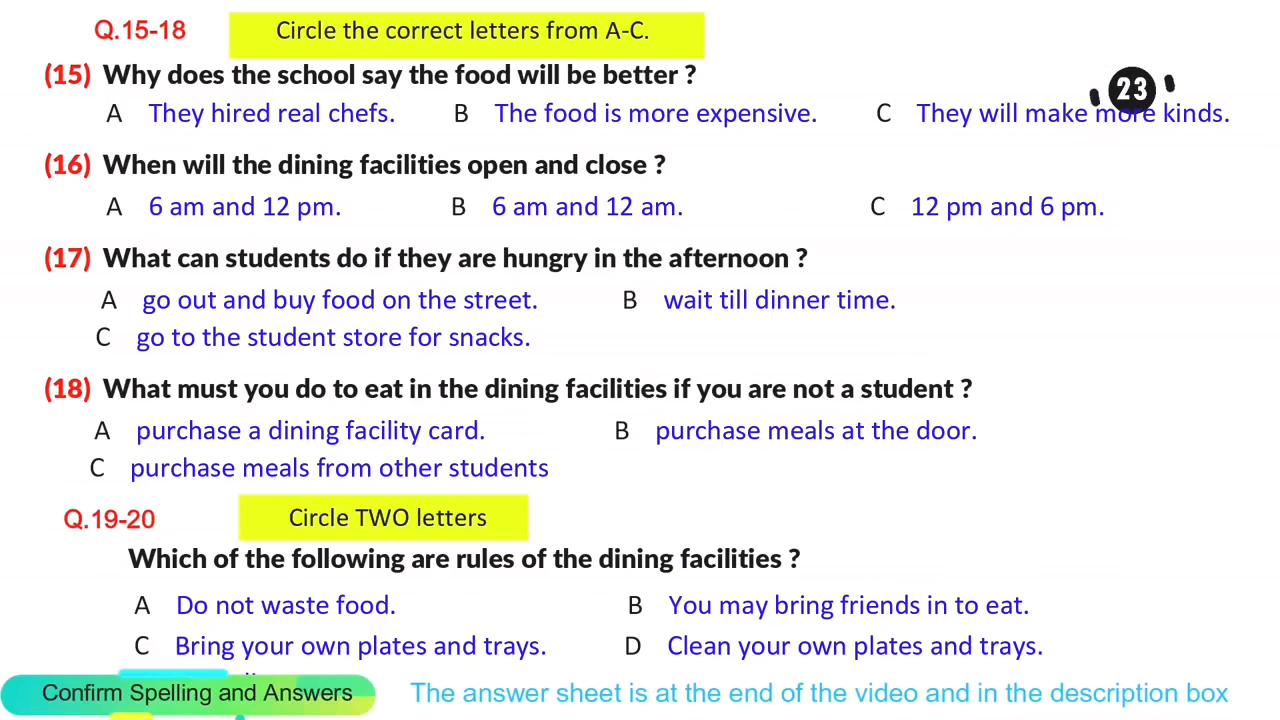 Q.15-18 Circle the correct letters from A-C.
(15) Why does the school say the food will be better ?
23
A They hired real chefs. B The food is more expensive. C They will make more kinds.
(16) When will the dining facilities open and close ?
A 6 am and 12 pm. B 6 am and 12 am. C 12 pm and 6 pm.
(17) What can students do if they are hungry in the afternoon ?
A go out and buy food on the street. B wait till dinner time.
C go to the student store for snacks.
(18) What must you do to eat in the dining facilities if you are not a student ?
A purchase a dining facility card. B purchase meals at the door.
C purchase meals from other students
Q.19-20 Circle TWO letters
Which of the following are rules of the dining facilities ?
A Do not waste food. B You may bring friends in to eat.
C Bring your own plates and trays. D Clean your own plates and trays.
Confirm Spelling and Answers The answer sheet is at the end of the video and in the description box